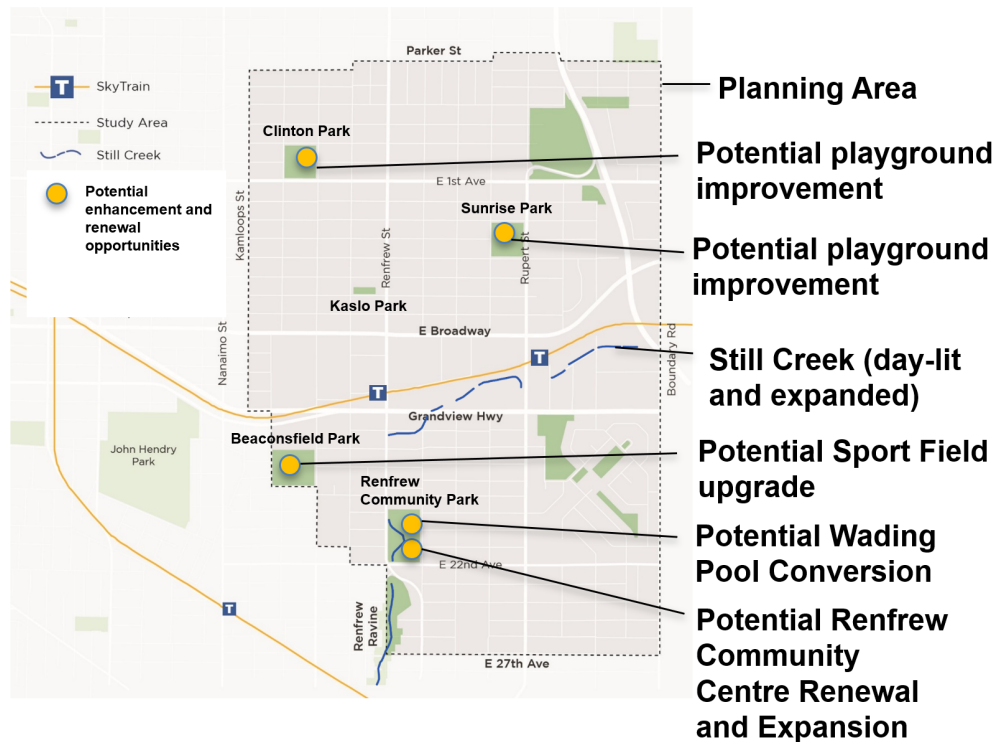 Parker St
T SkyTrain
Study Area
Still Creek
Potential
enhancement and
renewal
opportunities
Clinton Park
E 1st Ave
Sunrise Park
Kamloops St
Renfrew St
Rupert St
Kaslo Park
E Broadway
Nanaimo St
Boundary Rd
T
T
Grandview Hwy
Beaconsfield Park
John Hendry
Park
Renfrew
Community Park
E 22nd Ave
T
Renfrew
Ravine
E 27th Ave
Planning Area
Potential playground
improvement
Potential playground
improvement
Still Creek (day-lit
and expanded)
Potential Sport Field
upgrade
Potential Wading
Pool Conversion
Potential Renfrew
Community
Centre Renewal
and Expansion